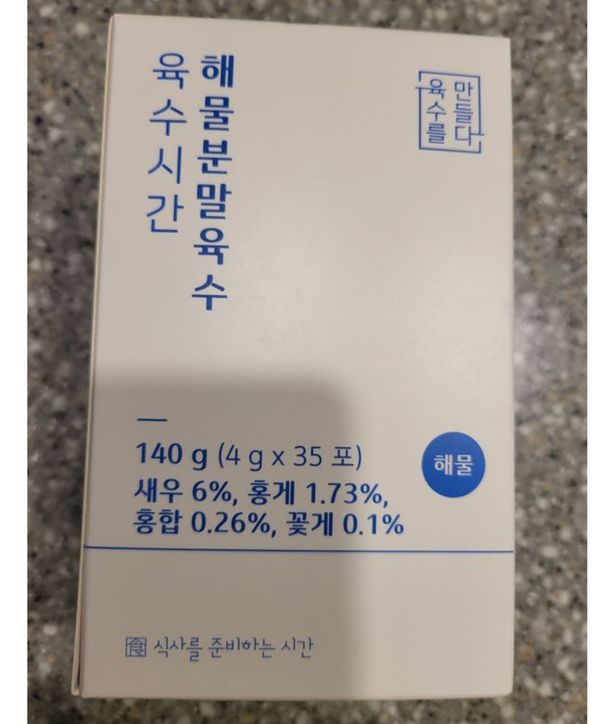 해물분말육수
육수시간
만들다
육수를
140 g (4 g x 35 포)
새우 6%, 홍게 1.73%,
홍합 0.26%, 꽃게 0.1%
해물
食 식사를 준비하는 시간